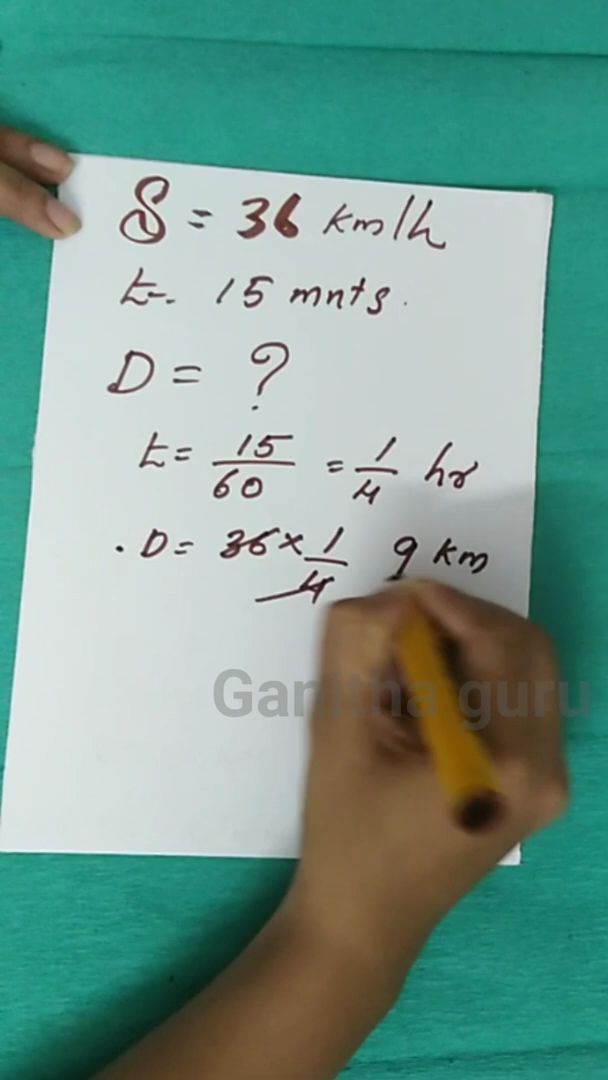 S = 36 km/h
t-. 15 mnts.
D = ?
t = 15/60 = 1/4 hr
. D = 36 × 1/4 9 km
Ganitha guru